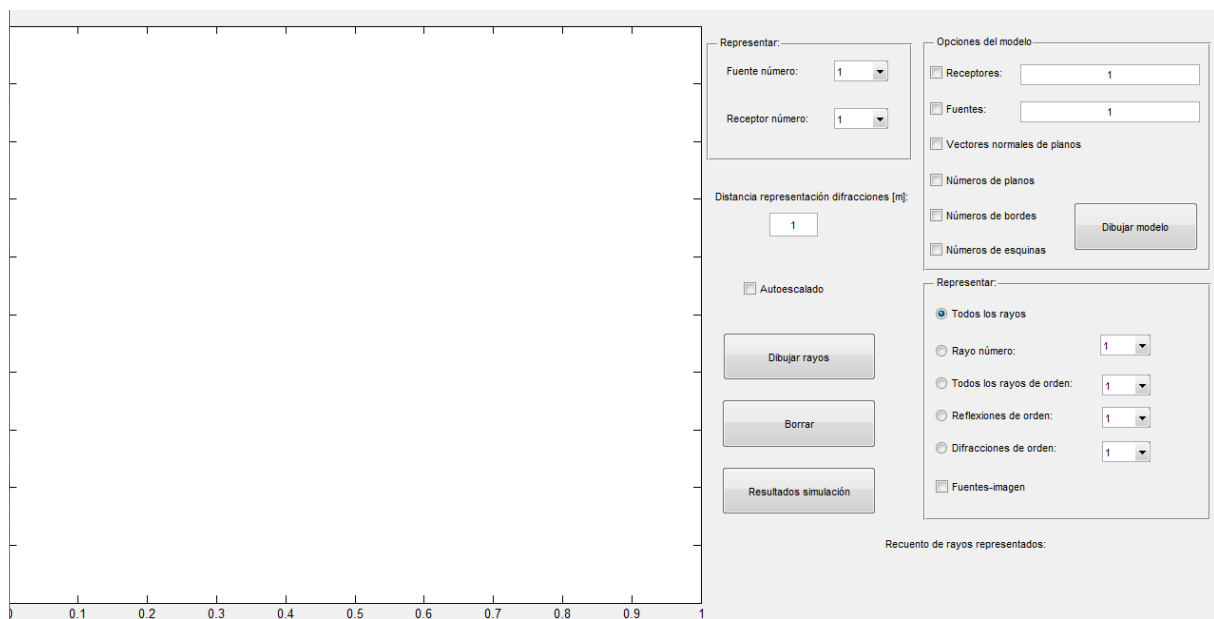 Representar:
Fuente número: 1
Receptor número: 1
Distancia representación difracciones [m]:
1
Autoescalado
Dibujar rayos
Borrar
Resultados simulación
Opciones del modelo
Receptores: 1
Fuentes: 1
Vectores normales de planos
Números de planos
Números de bordes
Números de esquinas
Dibujar modelo
Representar:
Todos los rayos
Rayo número: 1
Todos los rayos de orden: 1
Reflexiones de orden: 1
Difracciones de orden: 1
Fuentes-imagen
Recuento de rayos representados:
0.1 0.2 0.3 0.4 0.5 0.6 0.7 0.8 0.9 1